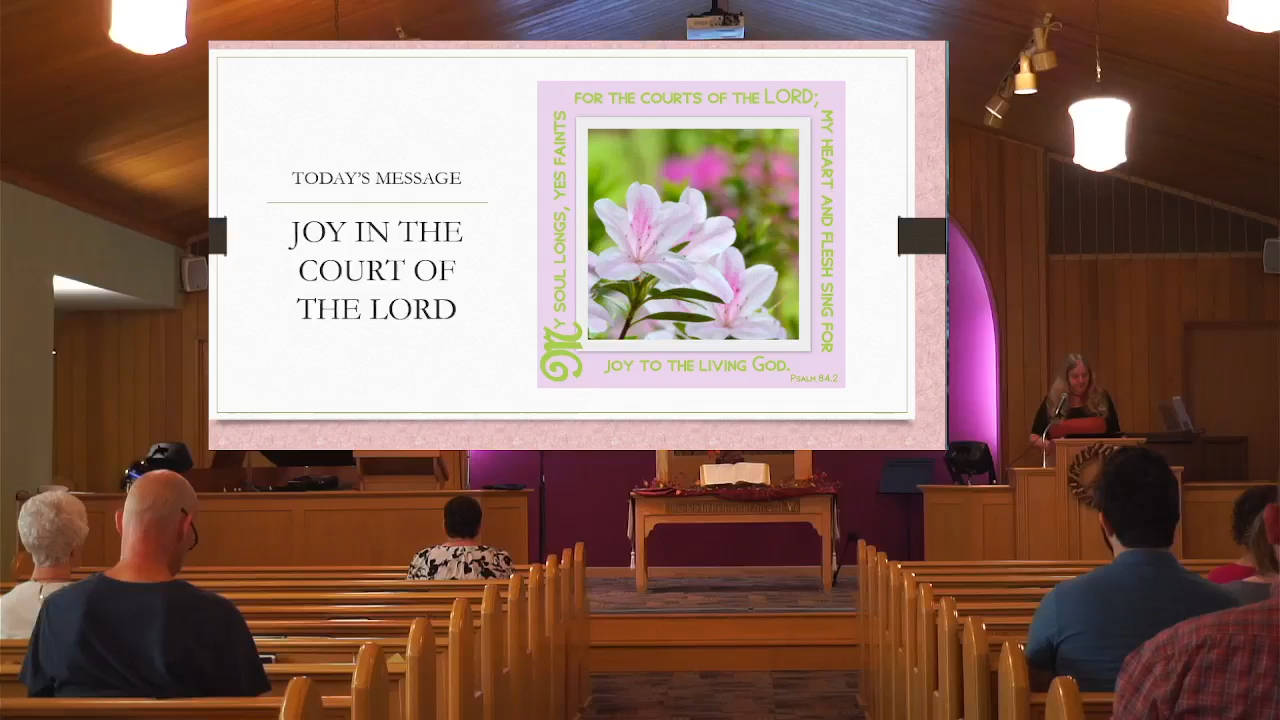 TODAY'S MESSAGE
JOY IN THE
COURT OF
THE LORD
MY SOUL LONGS, YES FAINTS
FOR THE COURTS OF THE LORD;
MY HEART AND FLESH SING FOR
JOY TO THE LIVING GOD.
PSALM 84.2